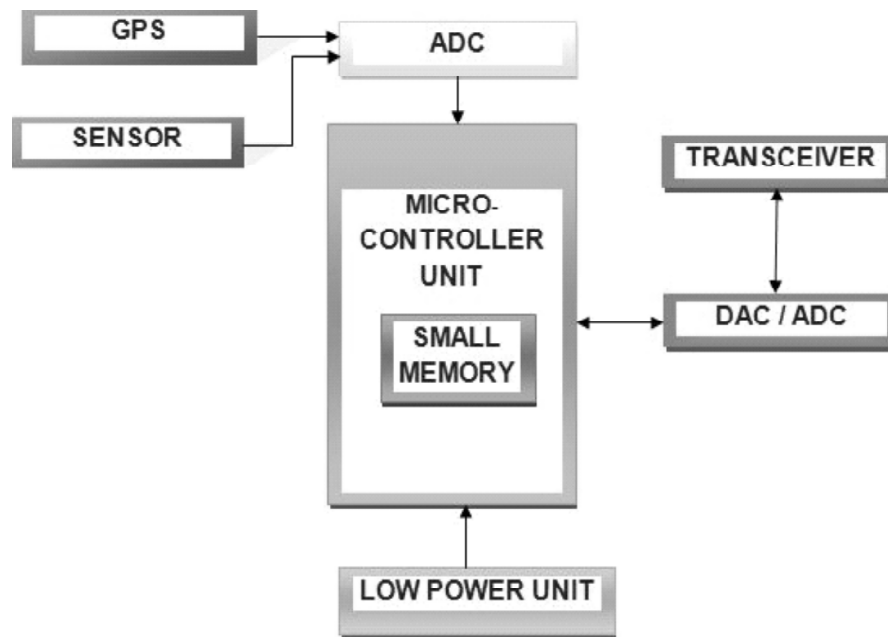 GPS
ADC
SENSOR
TRANSCEIVER
MICRO-
CONTROLLER
UNIT
DAC / ADC
SMALL
MEMORY
LOW POWER UNIT